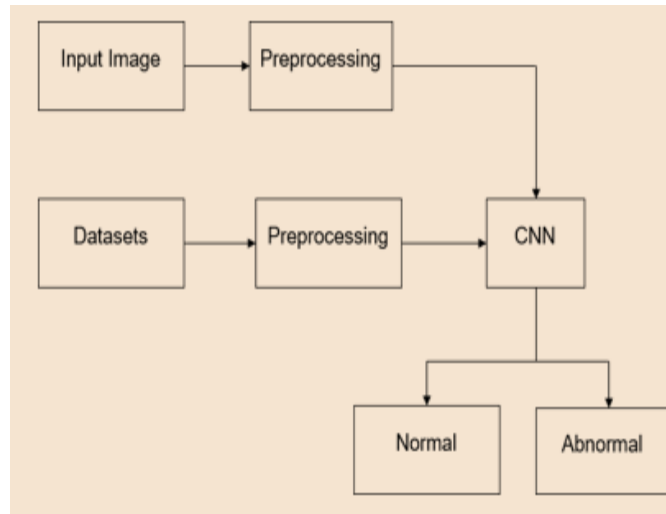 Input Image
Preprocessing
Datasets
Preprocessing
CNN
Normal
Abnormal